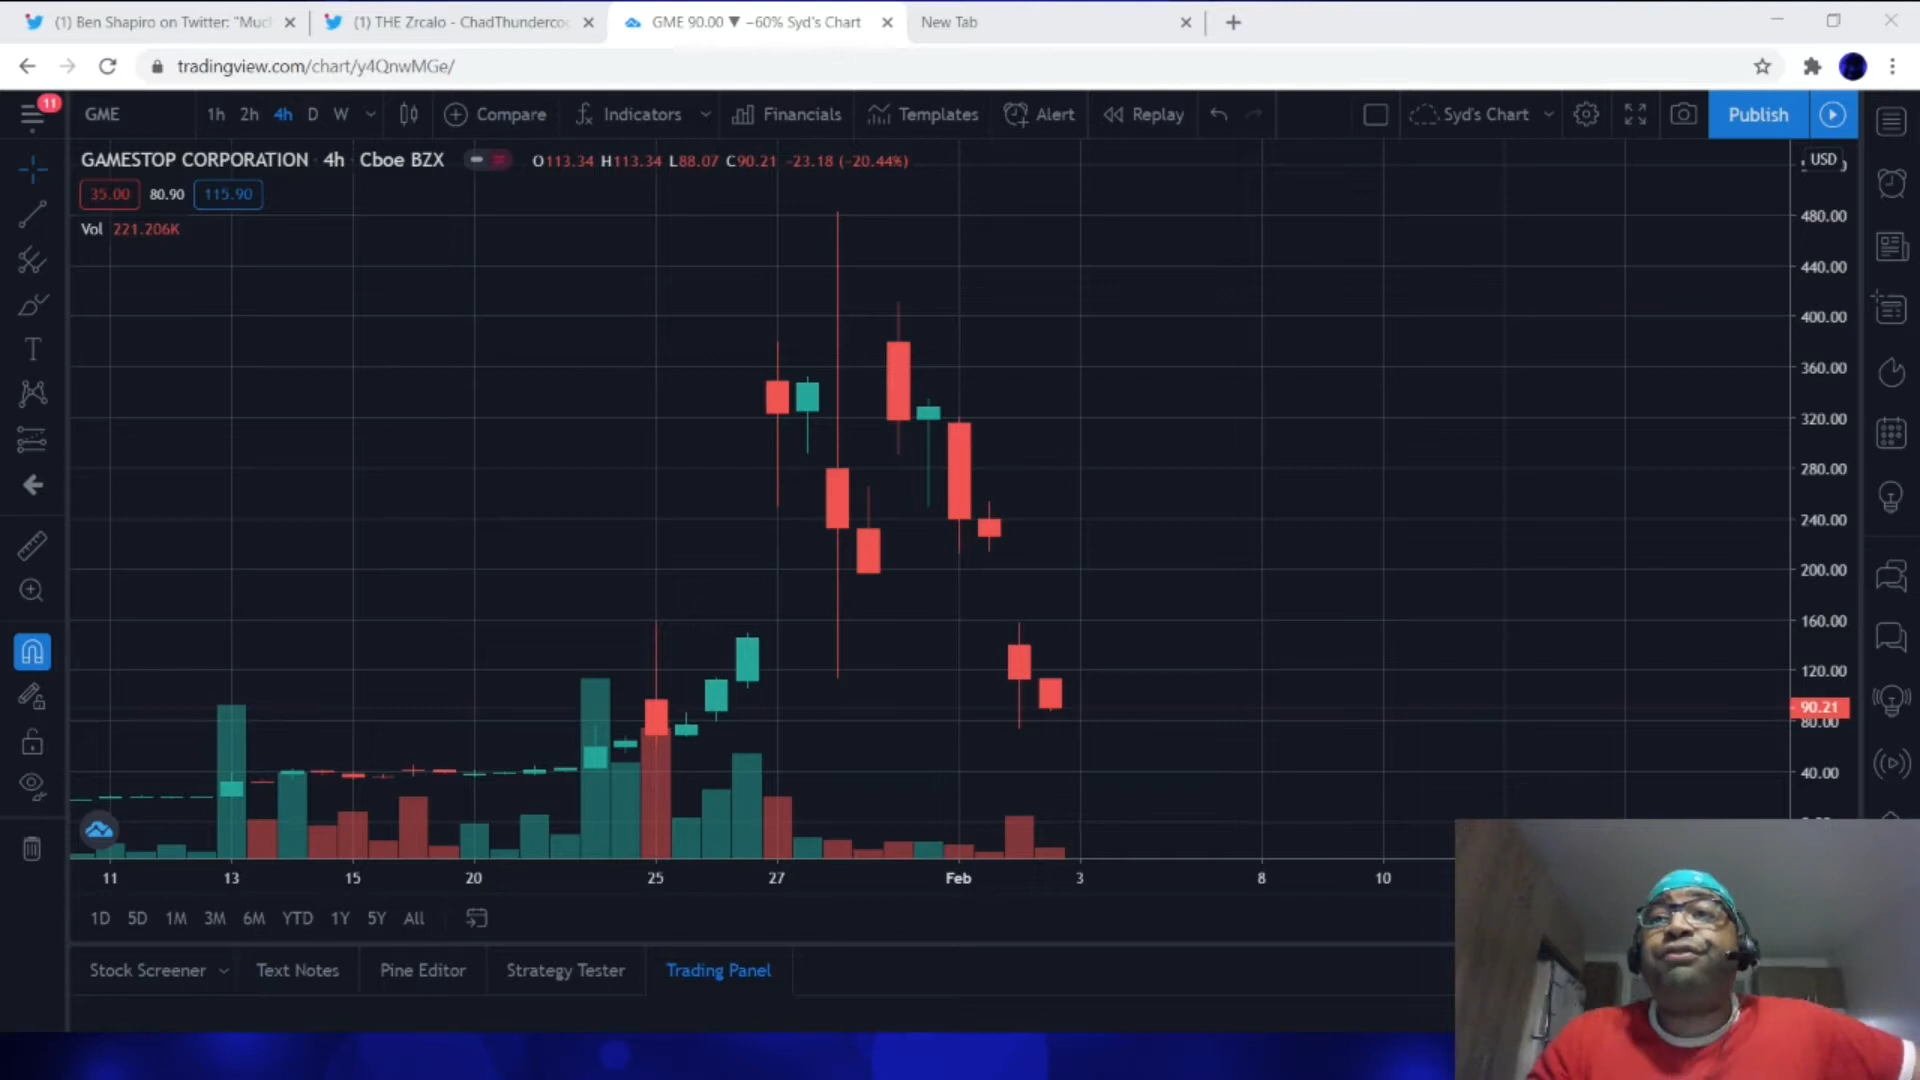 (1) Ben Shapiro on Twitter: "Mucl
(1) THE Zrcalo - ChadThunderco
GME 90.00 ▼ −60% Syd's Chart
New Tab
tradingview.com/chart/y4QnwMGe/
11
GME
1h 2h 4h D W
Compare
Indicators
Financials
Templates
Alert
Replay
Syd's Chart
Publish
GAMESTOP CORPORATION 4h Cboe BZX
O113.34 H113.34 L88.07 C90.21 -23.18 (-20.44%)
USD
35.00 80.90 115.90
Vol 221.206K
480.00
440.00
400.00
360.00
320.00
280.00
240.00
200.00
160.00
120.00
90.21
80.00
40.00
11 13 15 20 25 27 Feb 3 8 10
1D 5D 1M 3M 6M YTD 1Y 5Y All
Stock Screener Text Notes Pine Editor Strategy Tester Trading Panel